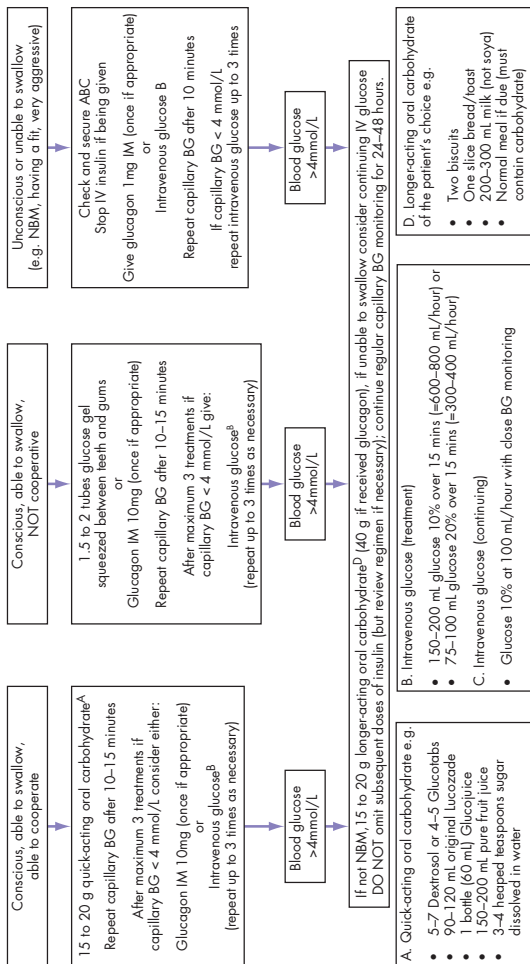 Conscious, able to swallow,
able to cooperate
15 to 20 g quick-acting oral carbohydrateA
Repeat capillary BG after 10–15 minutes
After maximum 3 treatments if
capillary BG < 4 mmol/L consider either:
Glucagon IM 10mg (once if appropriate)
or
Intravenous glucoseB
(repeat up to 3 times as necessary)
Blood glucose
>4mmol/L
Conscious, able to swallow,
NOT cooperative
1.5 to 2 tubes glucose gel
squeezed between teeth and gums
or
Glucagon IM 10mg (once if appropriate)
Repeat capillary BG after 10–15 minutes
After maximum 3 treatments if
capillary BG < 4 mmol/L give:
Intravenous glucoseB
(repeat up to 3 times as necessary)
Blood glucose
>4mmol/L
Unconscious or unable to swallow
(e.g. NBM, having a fit, very aggressive)
Check and secure ABC
Stop IV insulin if being given
Give glucagon 1mg IM (once if appropriate)
or
Intravenous glucose B
Repeat capillary BG after 10 minutes
If capillary BG < 4 mmol/L
repeat intravenous glucose up to 3 times
Blood glucose
>4mmol/L
If not NBM, 15 to 20 g longer-acting oral carbohydrateD (40 g if received glucagon), if unable to swallow consider continuing IV glucose
DO NOT omit subsequent doses of insulin (but review regimen if necessary); continue regular capillary BG monitoring for 24–48 hours.
A. Quick-acting oral carbohydrate e.g.
• 5–7 Dextrosol or 4–5 Glucotabs
• 90–120 mL original Lucozade
• 1 bottle (60 mL) Glucojuice
• 150–200 mL pure fruit juice
• 3–4 heaped teaspoons sugar
dissolved in water
B. Intravenous glucose (treatment)
• 150–200 mL glucose 10% over 15 mins (=600–800 mL/hour) or
• 75–100 mL glucose 20% over 15 mins (=300–400 mL/hour)
C. Intravenous glucose (continuing)
• Glucose 10% at 100 mL/hour with close BG monitoring
D. Longer-acting oral carbohydrate
of the patient's choice e.g.
• Two biscuits
• One slice bread/toast
• 200–300 mL milk (not soya)
• Normal meal if due (must
contain carbohydrate)